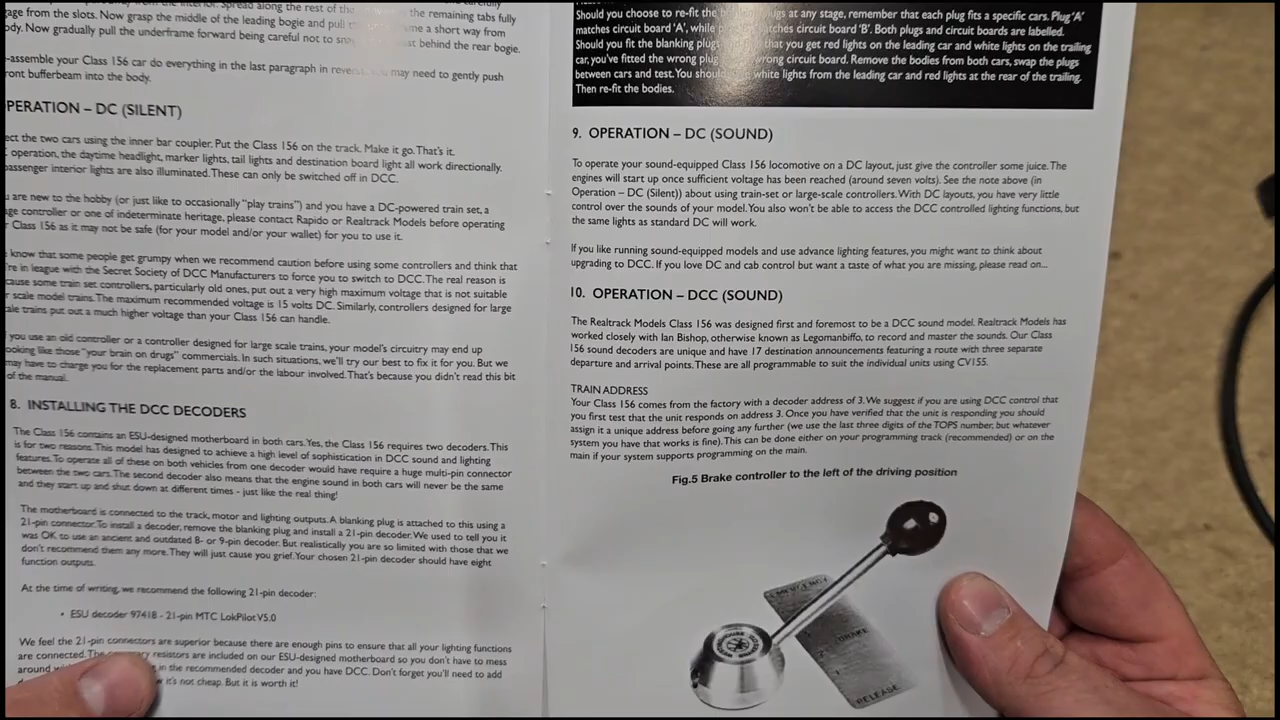 gage from the slots. Now grasp the middle of the leading bogie and pull the remaining tabs fully
a short way from
body. Now gradually pull the underframe forward being careful not to behind the rear bogie.
-assemble your Class 156 car do everything in the last paragraph in may need to gently push
front bufferbeam into the body.
OPERATION – DC (SILENT)
ect the two cars using the inner bar coupler. Put the Class 156 on the track. Make it go. That's it.
operation, the daytime headlight, marker lights, tail lights and destination board light all work directionally.
passenger interior lights are also illuminated. These can only be switched off in DCC.
are new to the hobby (or just like to occasionally "play trains") and you have a DC-powered train set, a
controller or one of indeterminate heritage, please contact Rapido or Realtrack Models before operating
Class 156 as it may not be safe (for your model and/or your wallet) for you to use it.
know that some people get grumpy when we recommend caution before using some controllers and think that
're in league with the Secret Society of DCC Manufacturers to force you to switch to DCC. The real reason is
cause some train set controllers, particularly old ones, put out a very high maximum voltage that is not suitable
scale model trains. The maximum recommended voltage is 15 volts DC. Similarly, controllers designed for large
scale trains put out a much higher voltage than your Class 156 can handle.
you use an old controller or a controller designed for large scale trains, your model's circuitry may end up
looking like those "your brain on drugs" commercials. In such situations, we'll try our best to fix it for you. But we
may have to charge you for the replacement parts and/or the labour involved. That's because you didn't read this bit
of the manual.
8. INSTALLING THE DCC DECODERS
The Class 156 contains an ESU-designed motherboard in both cars. Yes, the Class 156 requires two decoders. This
is for two reasons. This model has designed to achieve a high level of sophistication in DCC sound and lighting
features. To operate all of these on both vehicles from one decoder would have require a huge multi-pin connector
between the two cars. The second decoder also means that the engine sound in both cars will never be the same
and they start up and shut down at different times - just like the real thing!
The motherboard is connected to the track, motor and lighting outputs. A blanking plug is attached to this using a
21-pin connector. To install a decoder, remove the blanking plug and install a 21-pin decoder. We used to tell you it
was OK to use an ancient and outdated 8- or 9-pin decoder. But realistically you are so limited with those that we
don't recommend them any more. They will just cause you grief. Your chosen 21-pin decoder should have eight
function outputs.
At the time of writing, we recommend the following 21-pin decoder:
• ESU decoder 97418 - 21-pin MTC LokPilot V5.0
We feel the 21-pin connectors are superior because there are enough pins to ensure that all your lighting functions
are connected. resistors are included on our ESU-designed motherboard so you don't have to mess
around in the recommended decoder and you have DCC. Don't forget you'll need to add
it's not cheap. But it is worth it!
Should you choose to re-fit the plugs at any stage, remember that each plug fits a specific cars. Plug 'A'
matches circuit board 'A', while matches circuit board 'B'. Both plugs and circuit boards are labelled.
Should you fit the blanking plugs that you get red lights on the leading car and white lights on the trailing
car, you've fitted the wrong plug wrong circuit board. Remove the bodies from both cars, swap the plugs
between cars and test. You should white lights from the leading car and red lights at the rear of the trailing.
Then re-fit the bodies.
9. OPERATION – DC (SOUND)
To operate your sound-equipped Class 156 locomotive on a DC layout, just give the controller some juice. The
engines will start up once sufficient voltage has been reached (around seven volts). See the note above (in
Operation – DC (Silent)) about using train-set or large-scale controllers. With DC layouts, you have very little
control over the sounds of your model. You also won't be able to access the DCC controlled lighting functions, but
the same lights as standard DC will work.
If you like running sound-equipped models and use advance lighting features, you might want to think about
upgrading to DCC. If you love DC and cab control but want a taste of what you are missing, please read on...
10. OPERATION – DCC (SOUND)
The Realtrack Models Class 156 was designed first and foremost to be a DCC sound model. Realtrack Models has
worked closely with Ian Bishop, otherwise known as Legomanbiffo, to record and master the sounds. Our Class
156 sound decoders are unique and have 17 destination announcements featuring a route with three separate
departure and arrival points. These are all programmable to suit the individual units using CV155.
TRAIN ADDRESS
Your Class 156 comes from the factory with a decoder address of 3. We suggest if you are using DCC control that
you first test that the unit responds on address 3. Once you have verified that the unit is responding you should
assign it a unique address before going any further (we use the last three digits of the TOPS number, but whatever
system you have that works is fine). This can be done either on your programming track (recommended) or on the
main if your system supports programming on the main.
Fig.5 Brake controller to the left of the driving position
EMERGENCY
BRAKE
RELEASE